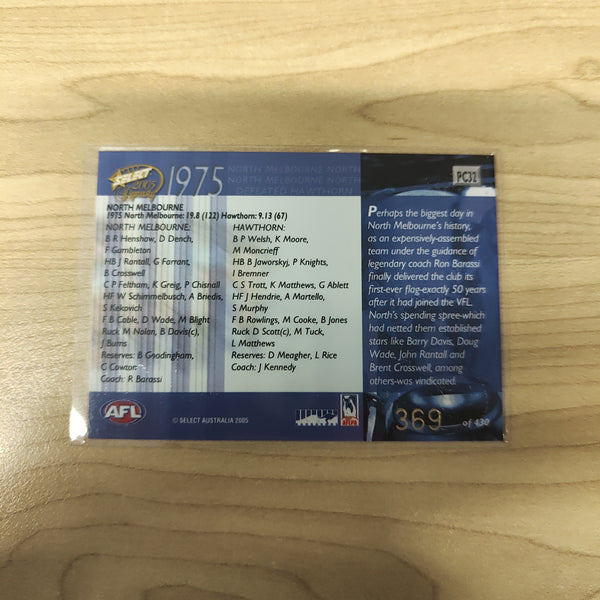 SELECT
2005
Dynasty
1975
NORTH MELBOURNE NORTH
NORTH MELBOURNE NORTH
DEFEATED HAWTHORN
PC32
NORTH MELBOURNE
1975 North Melbourne: 19.8 (122) Hawthorn: 9.13 (67)
NORTH MELBOURNE:
B R Henshaw, D Dench,
F Gumbleton
HB J Rantall, G Farrant,
B Crosswell
C P Feltham, K Greig, P Chisnall
HF W Schimmelbusch, A Briedis,
S Kekovich
F B Cable, D Wade, M Blight
Ruck M Nolan, B Davis(c),
J Burns
Reserves: B Goodingham,
C Cowton
Coach: R Barassi
HAWTHORN:
B P Welsh, K Moore,
M Moncrieff
HB B Jaworskyj, P Knights,
I Bremner
C S Trott, K Matthews, G Ablett
HF J Hendrie, A Martello,
S Murphy
F B Rowlings, M Cooke, B Jones
Ruck D Scott(c), M Tuck,
L Matthews
Reserves: D Meagher, L Rice
Coach: J Kennedy
Perhaps the biggest day in
North Melbourne's history,
as an expensively-assembled
team under the guidance of
legendary coach Ron Barassi
finally delivered the club its
first-ever flag-exactly 50 years
after it had joined the VFL.
North's spending spree-which
had netted them established
stars like Barry Davis, Doug
Wade, John Rantall and
Brent Crosswell, among
others-was vindicated.
AFL
© SELECT AUSTRALIA 2005
aflpa
369 of 430